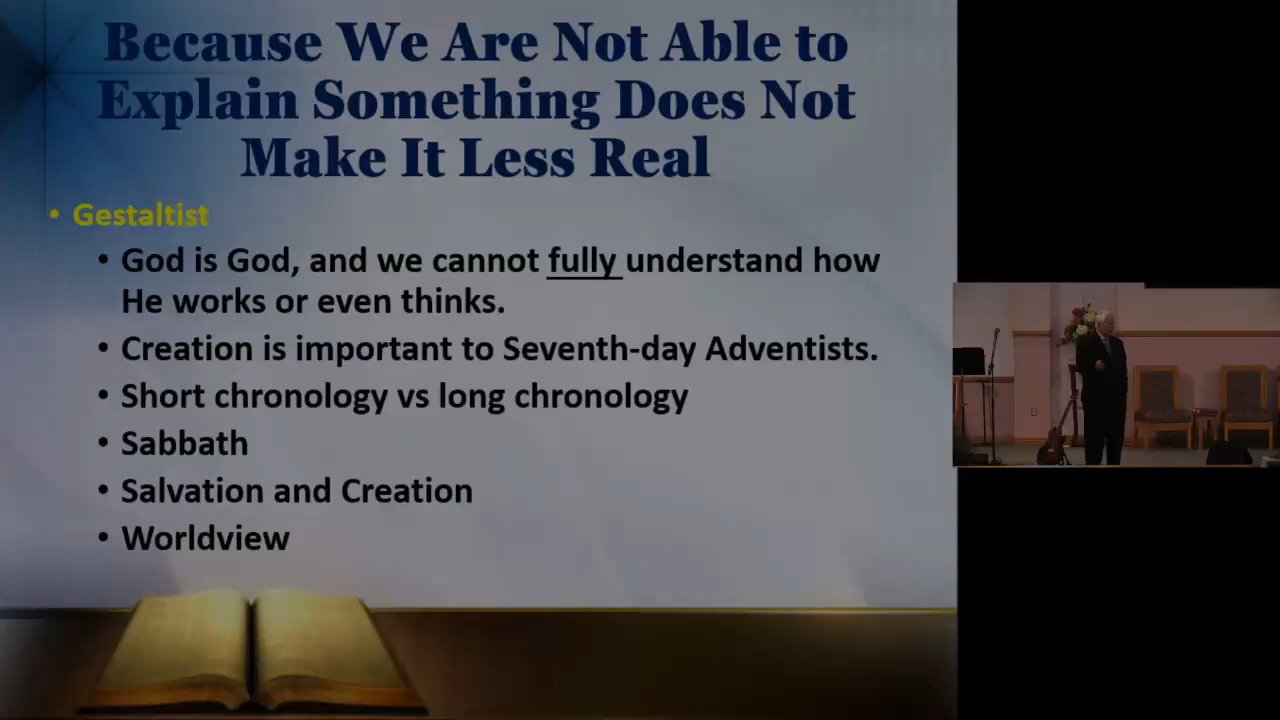 Because We Are Not Able to
Explain Something Does Not
Make It Less Real
• Gestaltist
• God is God, and we cannot fully understand how
He works or even thinks.
• Creation is important to Seventh-day Adventists.
• Short chronology vs long chronology
• Sabbath
• Salvation and Creation
• Worldview